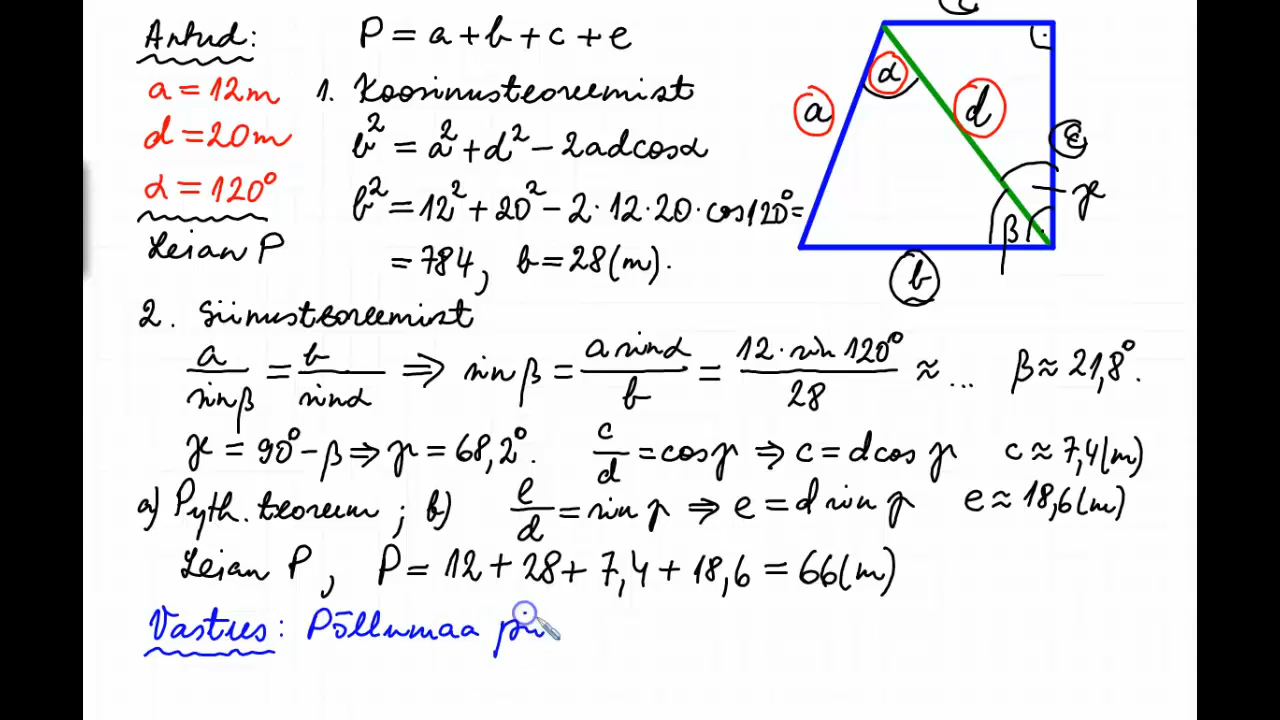 Antud: P = a + b + c + e
a = 12m 1. Koosinusteoreemist
d = 20m b² = a² + d² - 2adcosα
α = 120° b² = 12² + 20² - 2·12·20·cos120° =
Leian P = 784, b = 28(m).
2. Siinusteoreemist
a/sinβ = b/sinα ⇒ sinβ = a sinα/b = 12·sin 120°/28 ≈ ... β ≈ 21,8°.
γ = 90° - β ⇒ γ = 68,2°. c/d = cosγ ⇒ c = d cos γ c ≈ 7,4(m)
a) Pyth. teoreem; b) e/d = sin γ ⇒ e = d sin γ e ≈ 18,6(m)
Leian P, P = 12 + 28 + 7,4 + 18,6 = 66(m)
Vastus: Põllumaa
c
α
a
d
e
γ
β
b